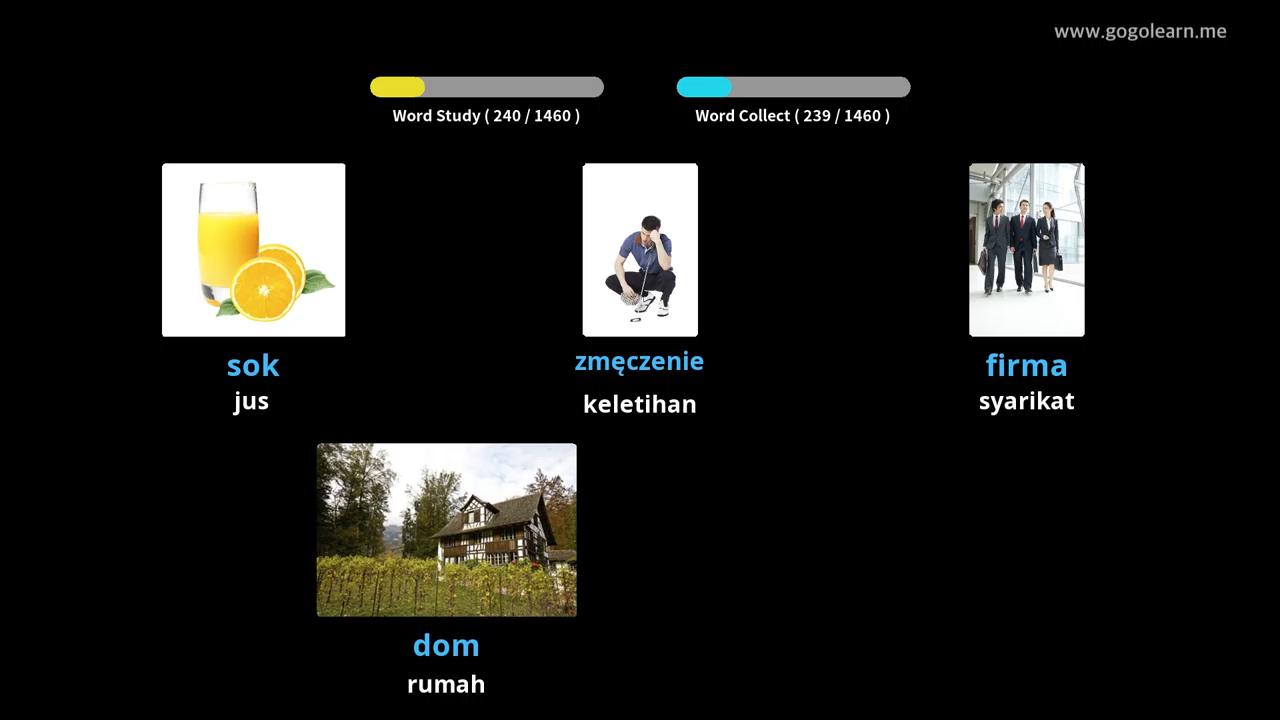 www.gogolearn.me
Word Study ( 240 / 1460 )
Word Collect ( 239 / 1460 )
sok
jus
zmęczenie
keletihan
firma
syarikat
dom
rumah